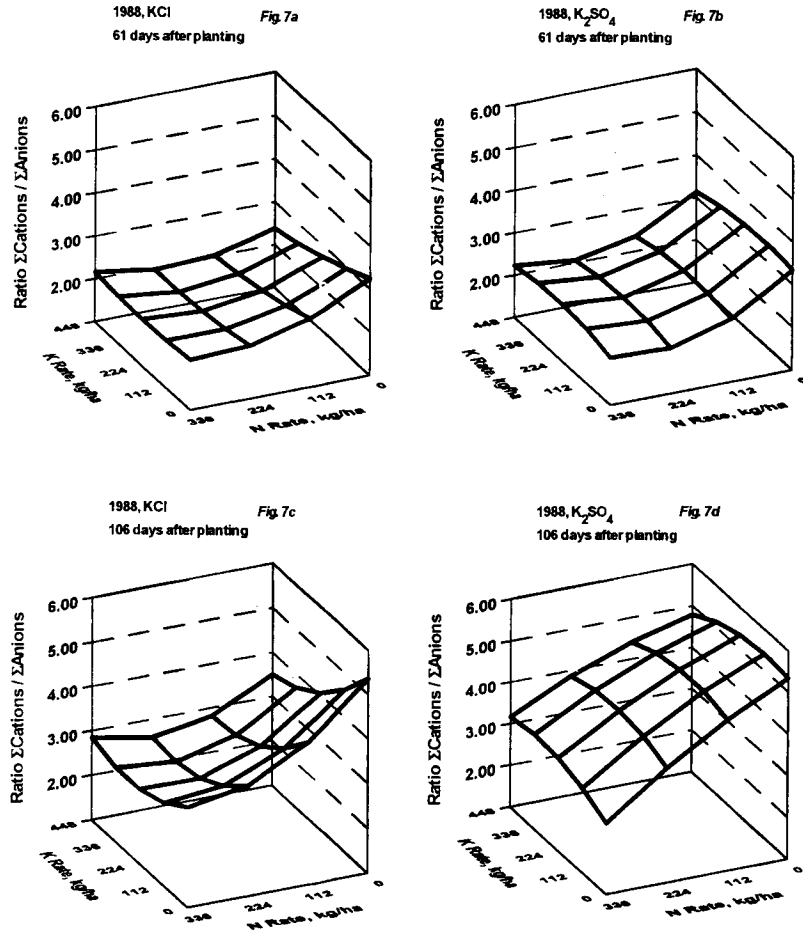 1988, KCl Fig. 7a
61 days after planting
Ratio ΣCations / ΣAnions
6.00
5.00
4.00
3.00
2.00
448
336
224
112
0
K Rate, kg/ha
336
224
112
0
N Rate, kg/ha
1988, K₂SO₄ Fig. 7b
61 days after planting
Ratio ΣCations / ΣAnions
6.00
5.00
4.00
3.00
2.00
448
336
224
112
0
K Rate, kg/ha
336
224
112
0
N Rate, kg/ha
1988, KCl Fig. 7c
106 days after planting
Ratio ΣCations / ΣAnions
6.00
5.00
4.00
3.00
2.00
448
336
224
112
0
K Rate, kg/ha
336
224
112
0
N Rate, kg/ha
1988, K₂SO₄ Fig. 7d
106 days after planting
Ratio ΣCations / ΣAnions
6.00
5.00
4.00
3.00
2.00
448
336
224
112
0
K Rate, kg/ha
336
224
112
0
N Rate, kg/ha